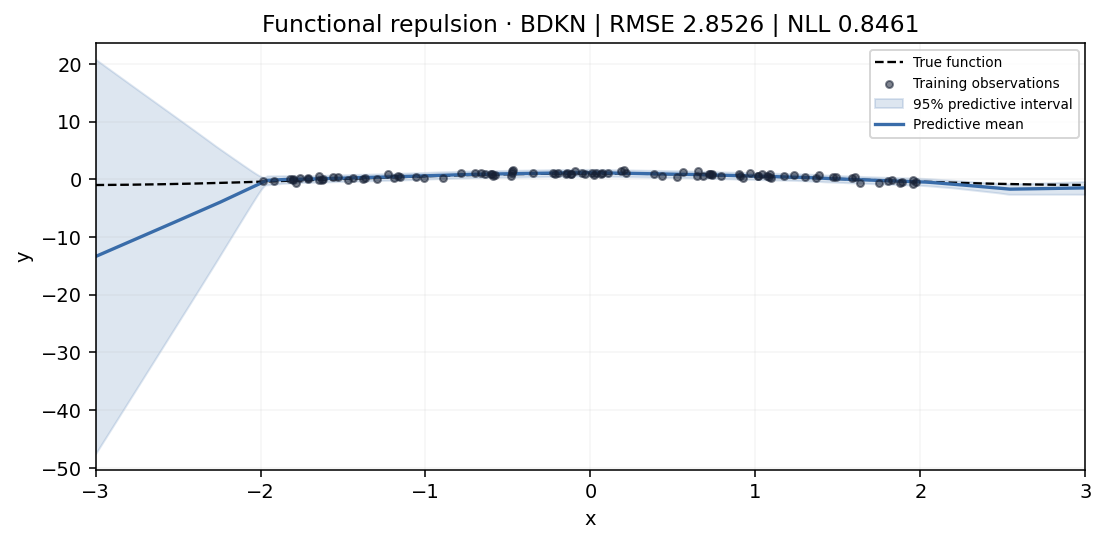 Functional repulsion · BDKN | RMSE 2.8526 | NLL 0.8461
True function
Training observations
95% predictive interval
Predictive mean
20
10
0
−10
−20
−30
−40
−50
y
−3 −2 −1 0 1 2 3
x